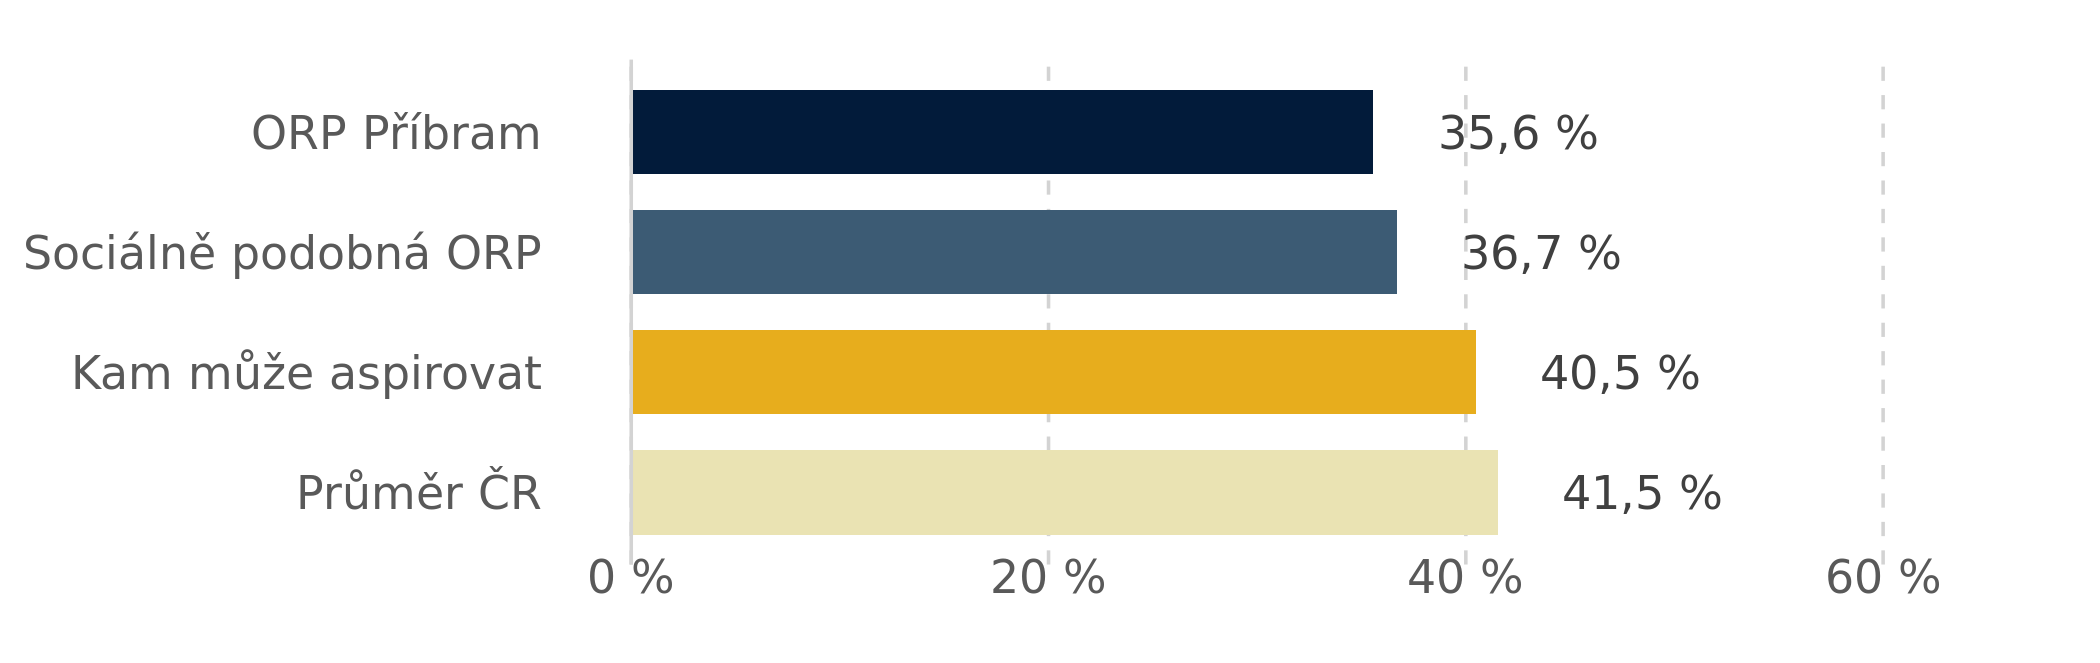 ORP Příbram 35,6 %
Sociálně podobná ORP 36,7 %
Kam může aspirovat 40,5 %
Průměr ČR 41,5 %
0 % 20 % 40 % 60 %